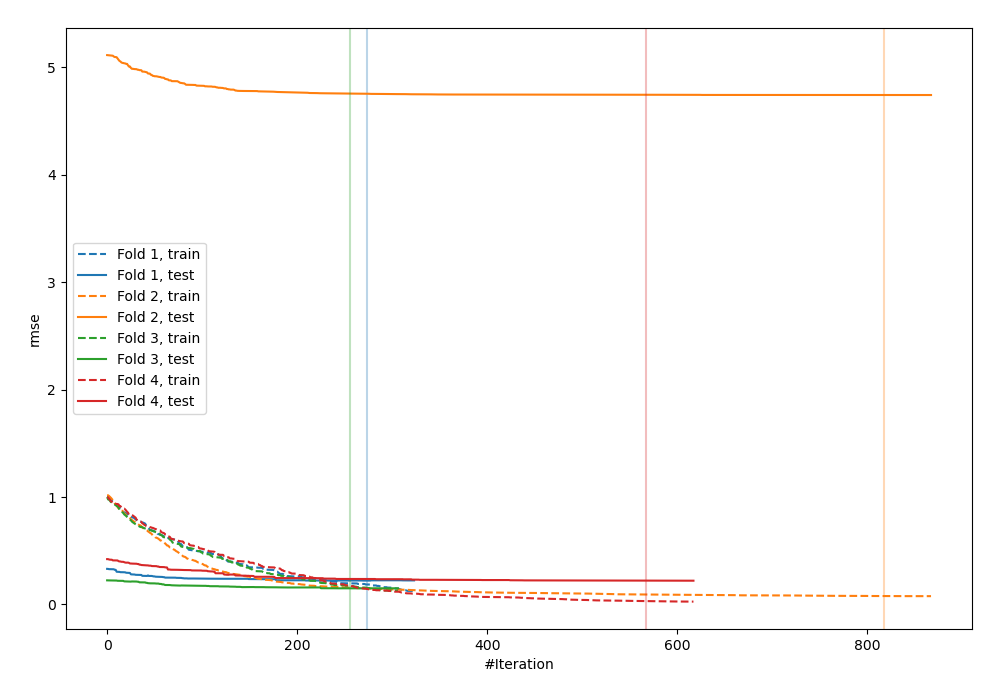 5
4
3
2
1
0
rmse
Fold 1, train
Fold 1, test
Fold 2, train
Fold 2, test
Fold 3, train
Fold 3, test
Fold 4, train
Fold 4, test
0 200 400 600 800
#Iteration